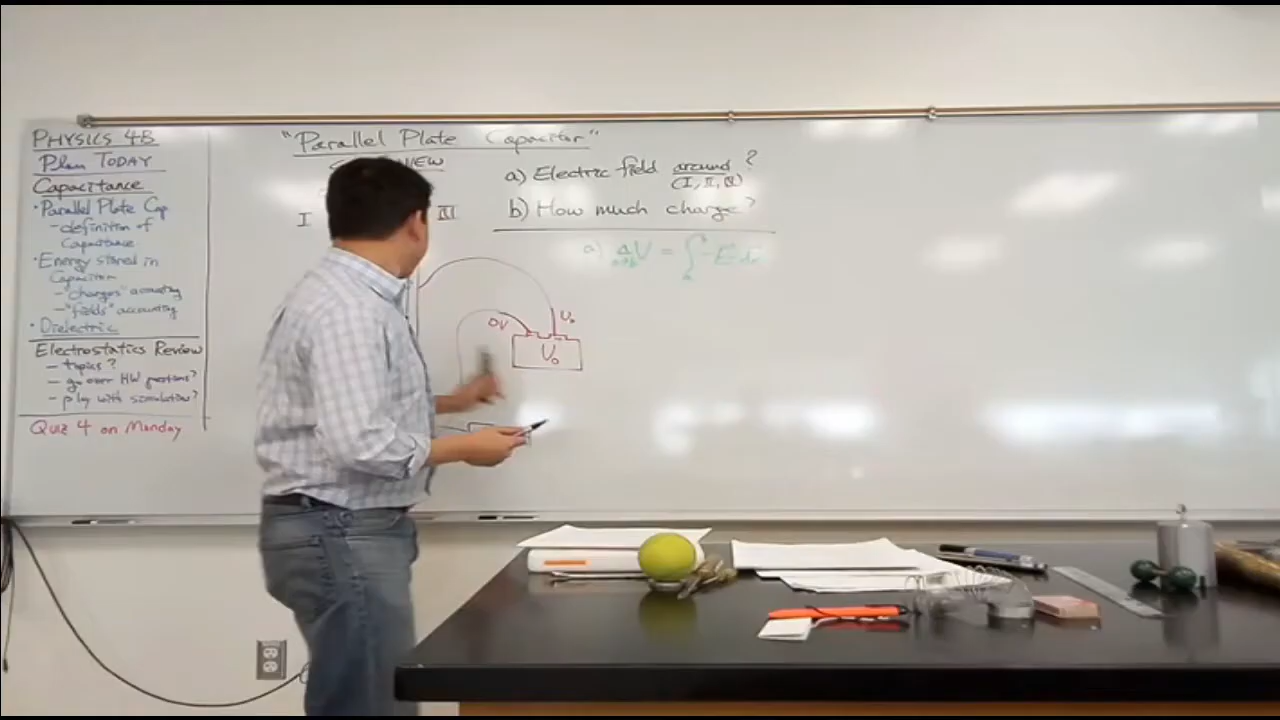 PHYSICS 4B
Plan TODAY
Capacitance
• Parallel Plate Cap
- definition of
Capacitance
• Energy stored in
Capacitor
- "charges" accounting
- "fields" accounting
• Dielectric
Electrostatics Review
- topics?
- go over HW questions?
- play with simulation?
Quiz 4 on Monday
"Parallel Plate Capacitor"
I III
a) Electric field around?
(I, II, III)
b) How much charge?
a) ΔV = ∫ -E dr
a→b
a
0V
V₀
V₀